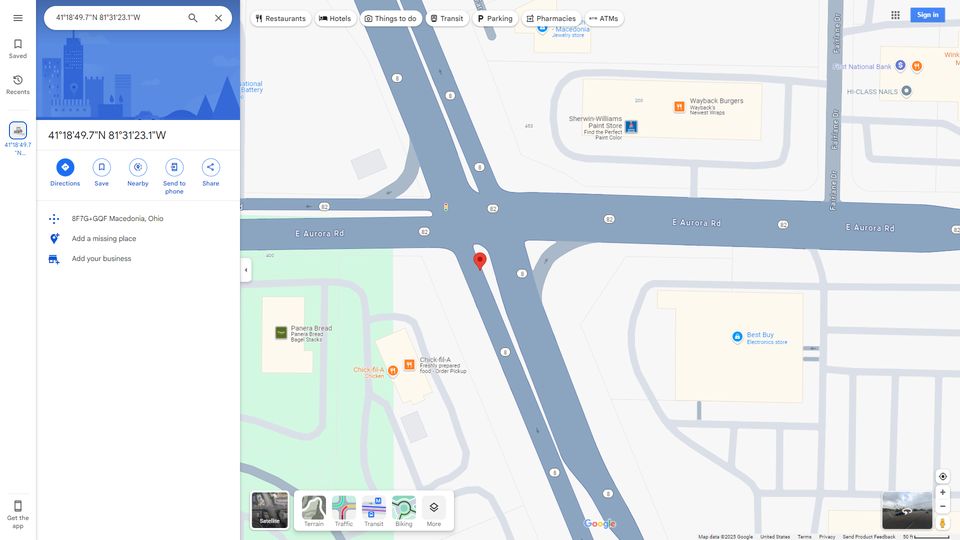 41°18'49.7"N 81°31'23.1"W
Restaurants
Hotels
Things to do
Transit
Parking
Pharmacies
ATMs
Sign in
Saved
Recents
41°18'49.7
"N...
41°18'49.7"N 81°31'23.1"W
Directions
Save
Nearby
Send to
phone
Share
8F7G+GQF Macedonia, Ohio
Add a missing place
Add your business
Get the
app
Macedonia
Jewelry store
Battery
8
8
8
Fairlane Dr
Fairlane Dr
Fairlane Dr
First National Bank
HI-CLASS NAILS
Wayback Burgers
Wayback's
Newest Wraps
Sherwin-Williams
Paint Store
Find the Perfect
Paint Color
82
82
82
82
82
82
E Aurora Rd
E Aurora Rd
E Aurora Rd
8
8
8
8
Panera Bread
Panera Bread
Bagel Stacks
Chick-fil-A
Freshly prepared
food - Order Pickup
Chick-fil-A
Chicken
Best Buy
Electronics store
Satellite
Terrain
Traffic
Transit
Biking
More
Google
Map data ©2025 Google
United States
Terms
Privacy
Send Product Feedback
50 ft